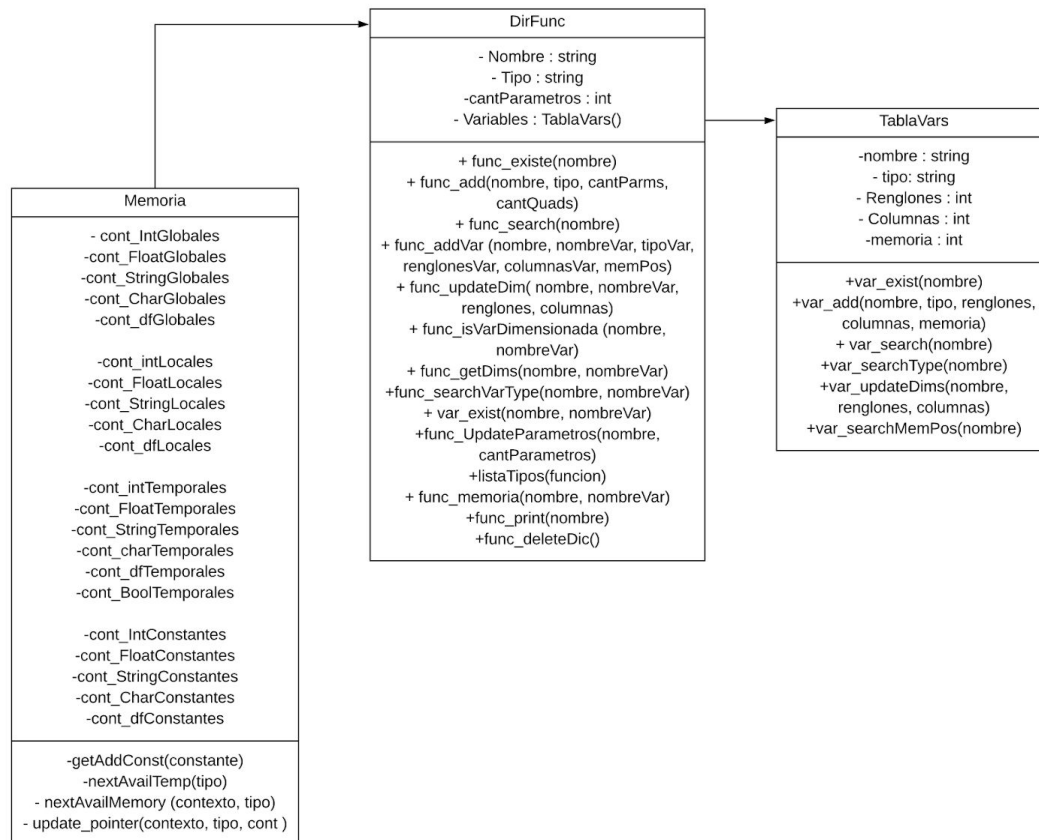 DirFunc
- Nombre : string
- Tipo : string
-cantParametros : int
- Variables : TablaVars()
+ func_existe(nombre)
+ func_add(nombre, tipo, cantParms,
cantQuads)
+ func_search(nombre)
+ func_addVar (nombre, nombreVar, tipoVar,
renglonesVar, columnasVar, memPos)
+ func_updateDim( nombre, nombreVar,
renglones, columnas)
+ func_isVarDimensionada (nombre,
nombreVar)
+ func_getDims(nombre, nombreVar)
+func_searchVarType(nombre, nombreVar)
+ var_exist(nombre, nombreVar)
+func_UpdateParametros(nombre,
cantParametros)
+listaTipos(funcion)
+ func_memoria(nombre, nombreVar)
+func_print(nombre)
+func_deleteDic()
TablaVars
-nombre : string
- tipo: string
- Renglones : int
- Columnas : int
-memoria : int
+var_exist(nombre)
+var_add(nombre, tipo, renglones,
columnas, memoria)
+ var_search(nombre)
+var_searchType(nombre)
+var_updateDims(nombre,
renglones, columnas)
+var_searchMemPos(nombre)
Memoria
- cont_IntGlobales
-cont_FloatGlobales
-cont_StringGlobales
-cont_CharGlobales
-cont_dfGlobales
-cont_intLocales
-cont_FloatLocales
-cont_StringLocales
-cont_CharLocales
-cont_dfLocales
-cont_intTemporales
-cont_FloatTemporales
-cont_StringTemporales
-cont_charTemporales
-cont_dfTemporales
-cont_BoolTemporales
-cont_IntConstantes
-cont_FloatConstantes
-cont_StringConstantes
-cont_CharConstantes
-cont_dfConstantes
-getAddConst(constante)
-nextAvailTemp(tipo)
- nextAvailMemory (contexto, tipo)
- update_pointer(contexto, tipo, cont )